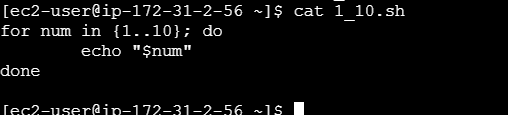 [ec2-user@ip-172-31-2-56 ~]$ cat 1_10.sh
for num in {1..10}; do
        echo "$num"
done
[ec2-user@ip-172-31-2-56 ~]$